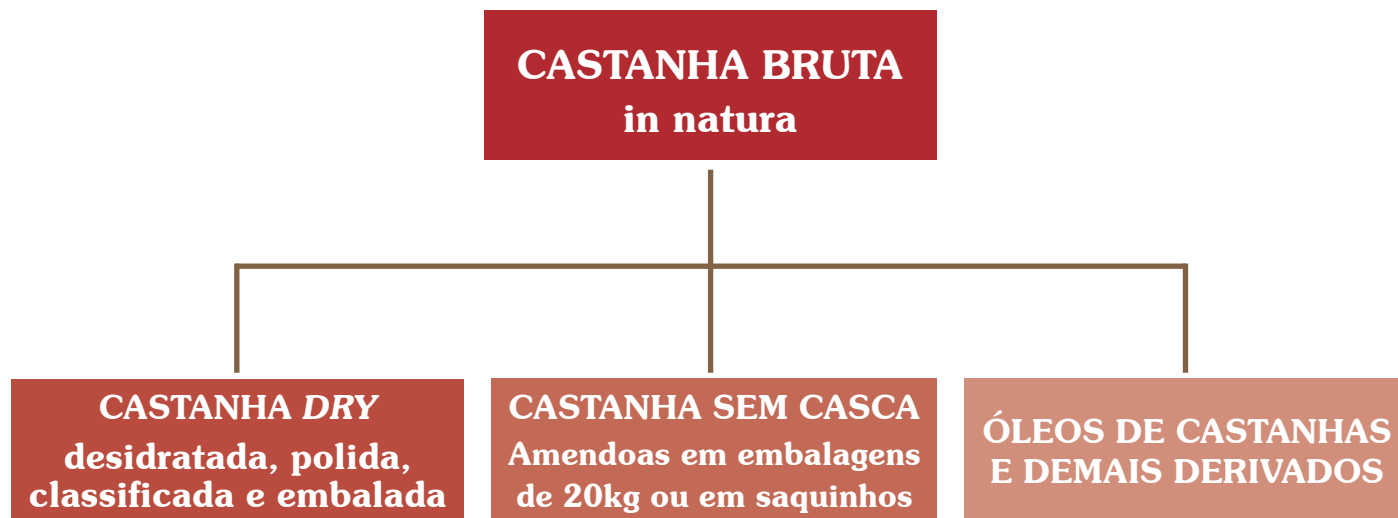 CASTANHA BRUTA
in natura
CASTANHA DRY
desidratada, polida,
classificada e embalada
CASTANHA SEM CASCA
Amendoas em embalagens
de 20kg ou em saquinhos
ÓLEOS DE CASTANHAS
E DEMAIS DERIVADOS